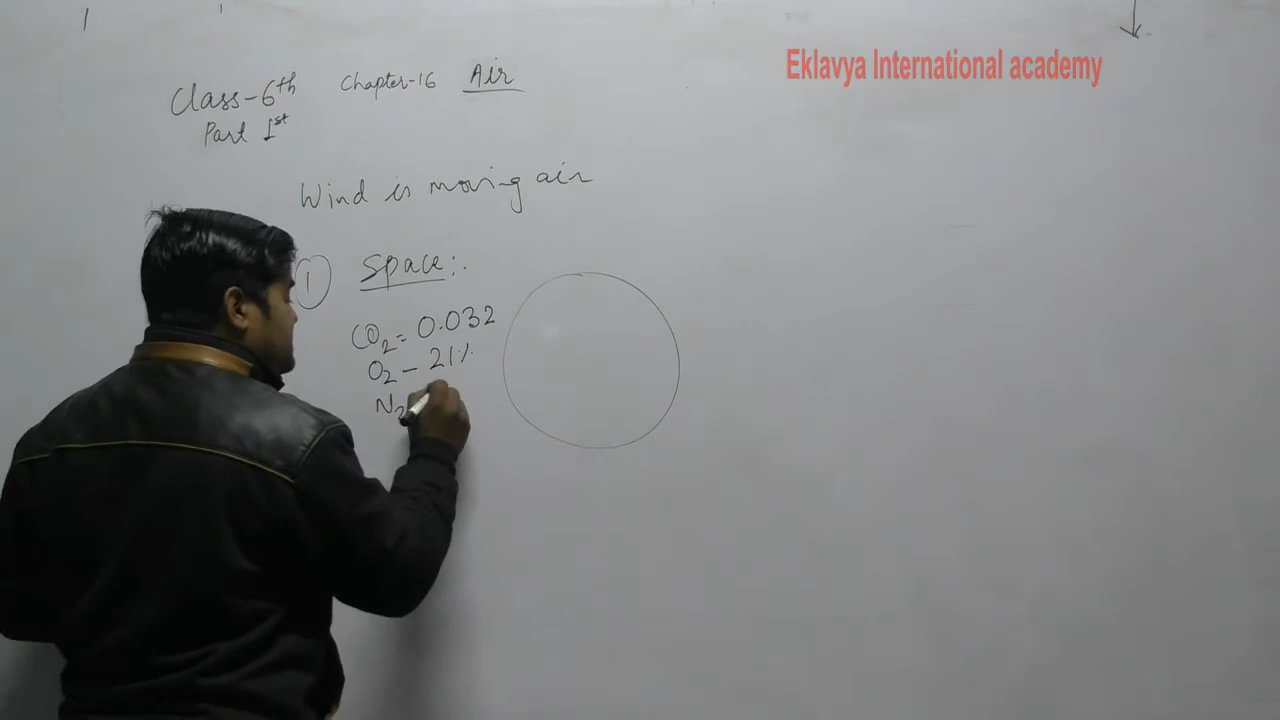 Eklavya International academy
Class-6th Chapter-16 Air
Part 1st
Wind is moving air
1 Space:.
CO2 = 0.032
O2 - 21%
N2